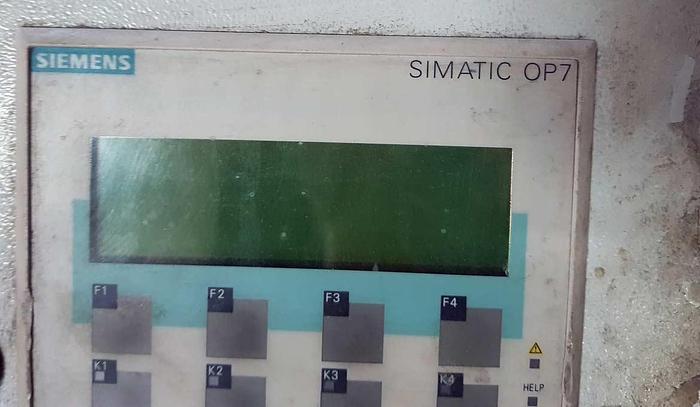 SIEMENS
SIMATIC OP7
F1 F2 F3 F4
K1 K2 K3 K4
HELP